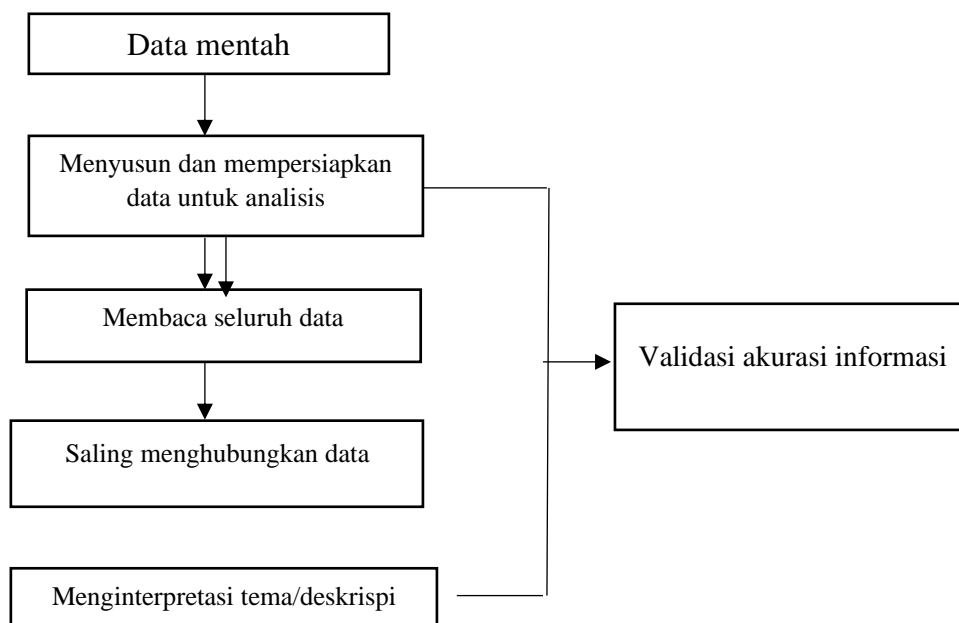 Data mentah
Menyusun dan mempersiapkan
data untuk analisis
Membaca seluruh data
Validasi akurasi informasi
Saling menghubungkan data
Menginterpretasi tema/deskrispi